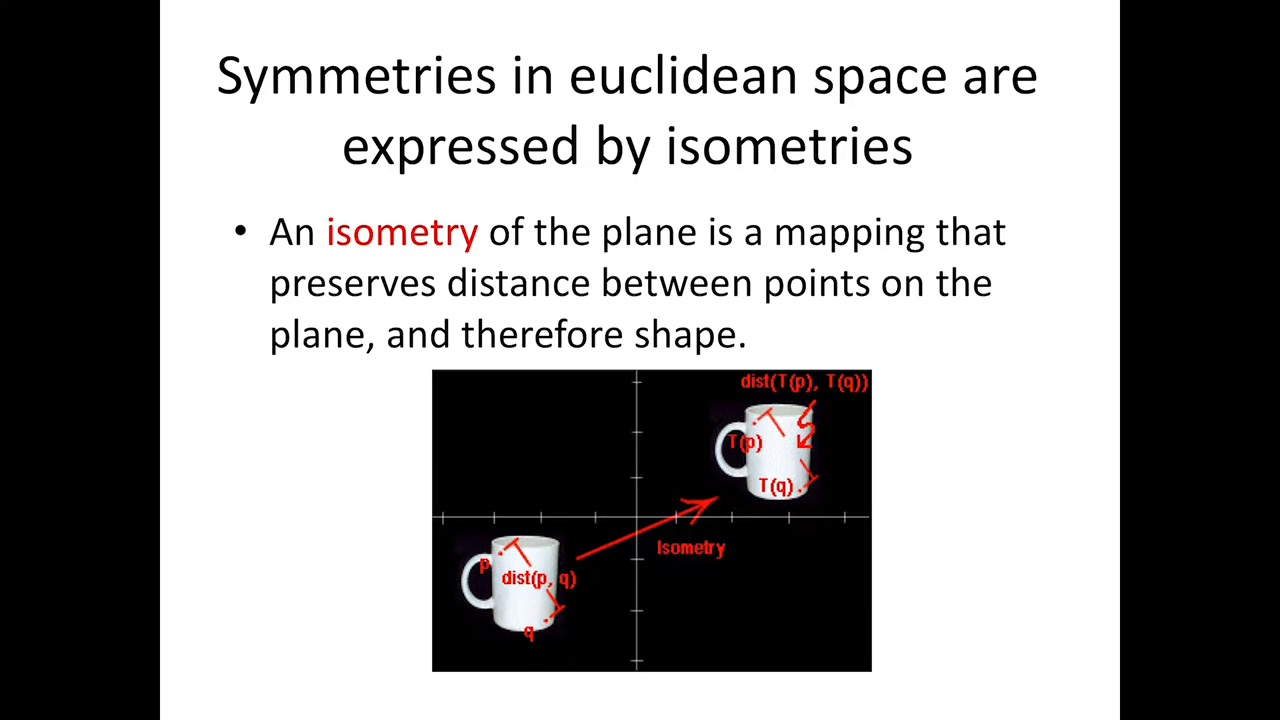 Symmetries in euclidean space are
expressed by isometries
• An isometry of the plane is a mapping that
preserves distance between points on the
plane, and therefore shape.
dist(T(p), T(q))
T(p)
T(q)
Isometry
p
dist(p, q)
q